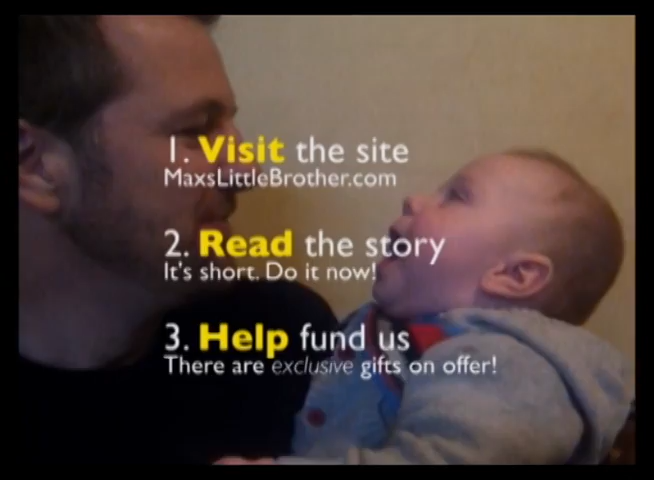 1. Visit the site
MaxsLittleBrother.com
2. Read the story
It's short. Do it now!
3. Help fund us
There are exclusive gifts on offer!